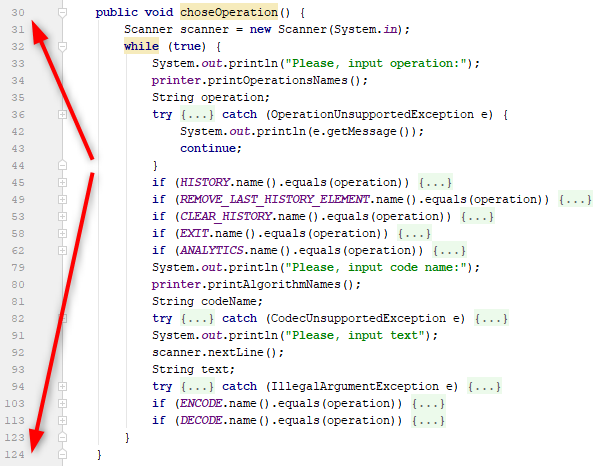 30 public void choseOperation() {
31 Scanner scanner = new Scanner(System.in);
32 while (true) {
33 System.out.println("Please, input operation:");
34 printer.printOperationsNames();
35 String operation;
36 try {...} catch (OperationUnsupportedException e) {
42 System.out.println(e.getMessage());
43 continue;
44 }
45 if (HISTORY.name().equals(operation)) {...}
49 if (REMOVE_LAST_HISTORY_ELEMENT.name().equals(operation)) {...}
53 if (CLEAR_HISTORY.name().equals(operation)) {...}
58 if (EXIT.name().equals(operation)) {...}
62 if (ANALYTICS.name().equals(operation)) {...}
79 System.out.println("Please, input code name:");
80 printer.printAlgorithmNames();
81 String codeName;
82 try {...} catch (CodecUnsupportedException e) {...}
91 System.out.println("Please, input text");
92 scanner.nextLine();
93 String text;
94 try {...} catch (IllegalArgumentException e) {...}
103 if (ENCODE.name().equals(operation)) {...}
113 if (DECODE.name().equals(operation)) {...}
123 }
124 }